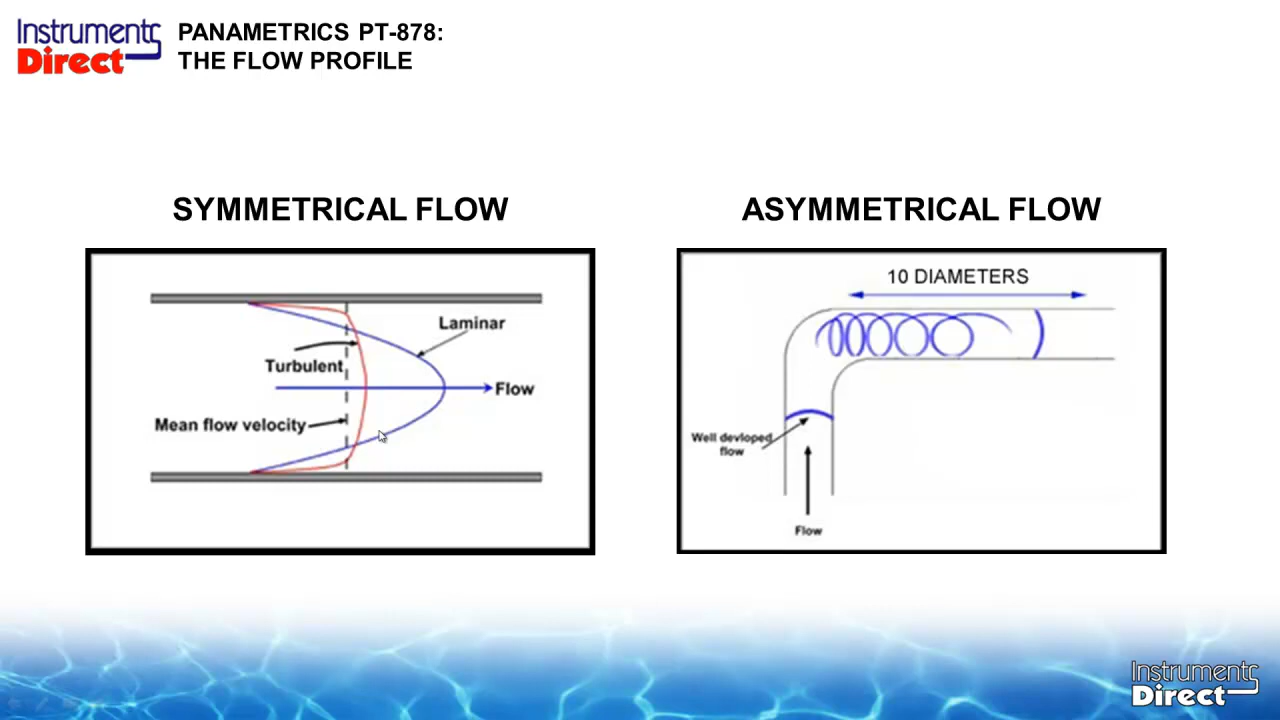 Instruments
Direct
PANAMETRICS PT-878:
THE FLOW PROFILE
SYMMETRICAL FLOW
Laminar
Turbulent
Flow
Mean flow velocity
ASYMMETRICAL FLOW
10 DIAMETERS
Well devloped
flow
Flow
Instruments
Direct